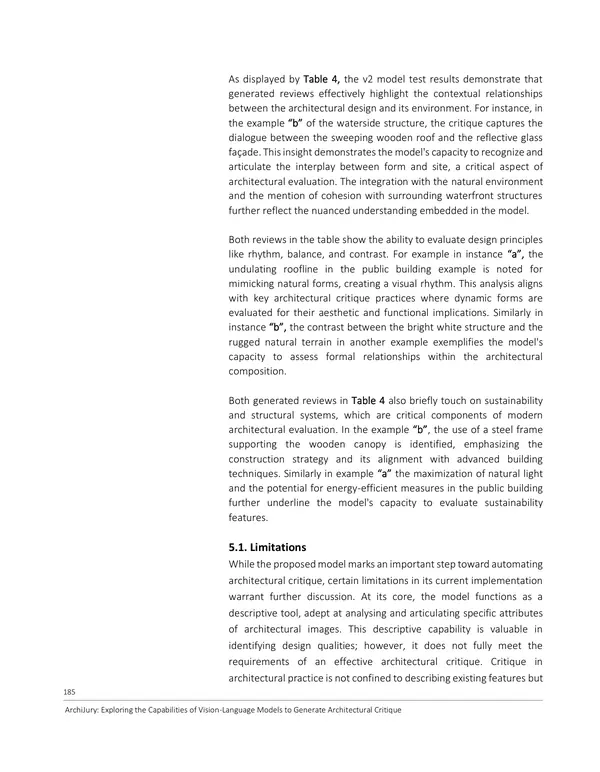 As displayed by Table 4, the v2 model test results demonstrate that
generated reviews effectively highlight the contextual relationships
between the architectural design and its environment. For instance, in
the example “b” of the waterside structure, the critique captures the
dialogue between the sweeping wooden roof and the reflective glass
façade. This insight demonstrates the model's capacity to recognize and
articulate the interplay between form and site, a critical aspect of
architectural evaluation. The integration with the natural environment
and the mention of cohesion with surrounding waterfront structures
further reflect the nuanced understanding embedded in the model.
Both reviews in the table show the ability to evaluate design principles
like rhythm, balance, and contrast. For example in instance “a”, the
undulating roofline in the public building example is noted for
mimicking natural forms, creating a visual rhythm. This analysis aligns
with key architectural critique practices where dynamic forms are
evaluated for their aesthetic and functional implications. Similarly in
instance “b”, the contrast between the bright white structure and the
rugged natural terrain in another example exemplifies the model's
capacity to assess formal relationships within the architectural
composition.
Both generated reviews in Table 4 also briefly touch on sustainability
and structural systems, which are critical components of modern
architectural evaluation. In the example “b”, the use of a steel frame
supporting the wooden canopy is identified, emphasizing the
construction strategy and its alignment with advanced building
techniques. Similarly in example “a” the maximization of natural light
and the potential for energy-efficient measures in the public building
further underline the model's capacity to evaluate sustainability
features.
5.1. Limitations
While the proposed model marks an important step toward automating
architectural critique, certain limitations in its current implementation
warrant further discussion. At its core, the model functions as a
descriptive tool, adept at analysing and articulating specific attributes
of architectural images. This descriptive capability is valuable in
identifying design qualities; however, it does not fully meet the
requirements of an effective architectural critique. Critique in
architectural practice is not confined to describing existing features but
185
ArchiJury: Exploring the Capabilities of Vision-Language Models to Generate Architectural Critique